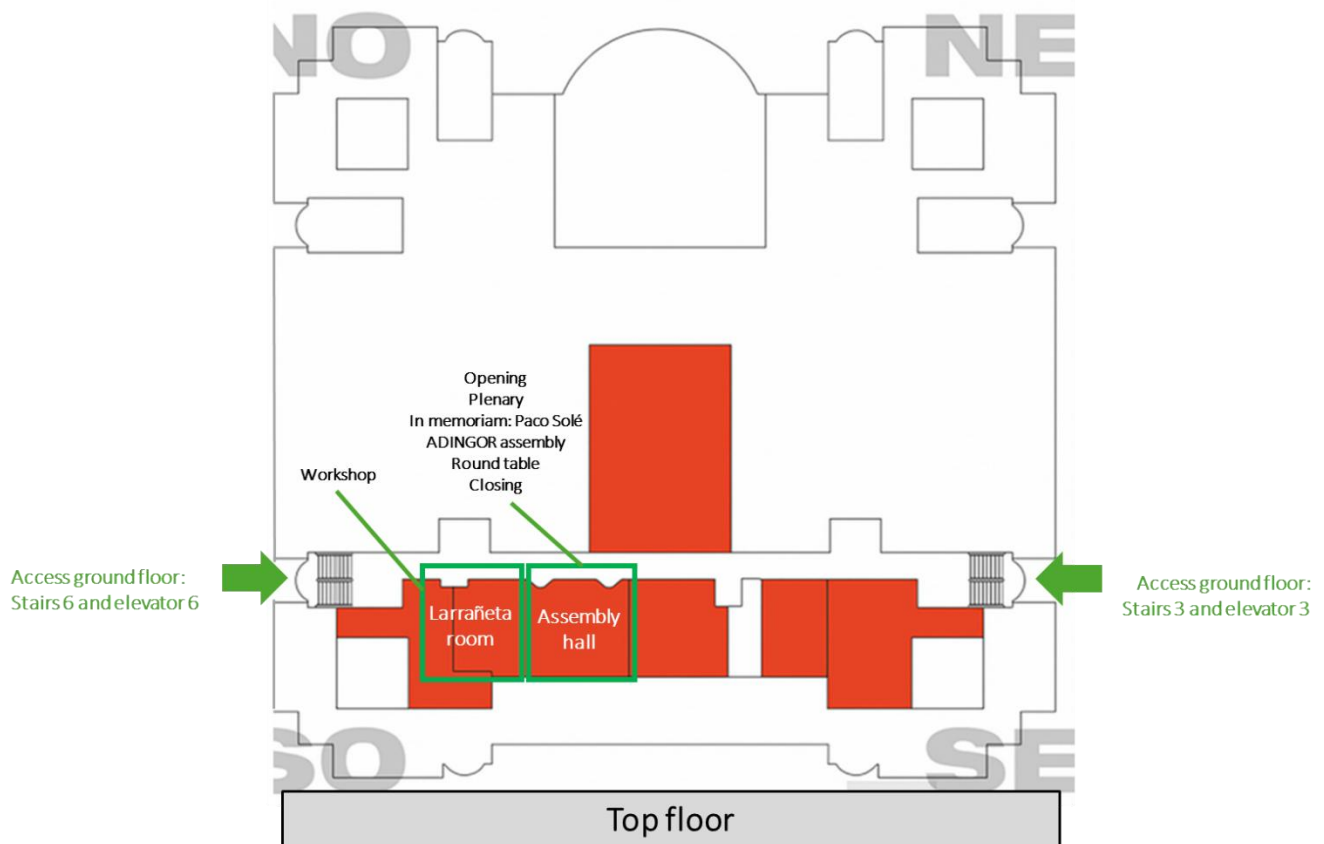 NO
NE
Opening
Plenary
In memoriam: Paco Solé
ADINGOR assembly
Round table
Closing
Workshop
Access ground floor:
Stairs 6 and elevator 6
Access ground floor:
Stairs 3 and elevator 3
Larrañeta
room
Assembly
hall
SO
SE
Top floor